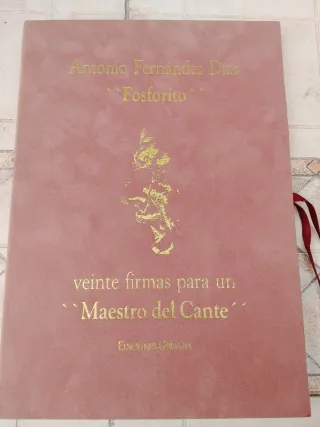 Antonio Fernández Díaz
``Fosforito´´
veinte firmas para un
``Maestro del Cante´´
EDICIONES